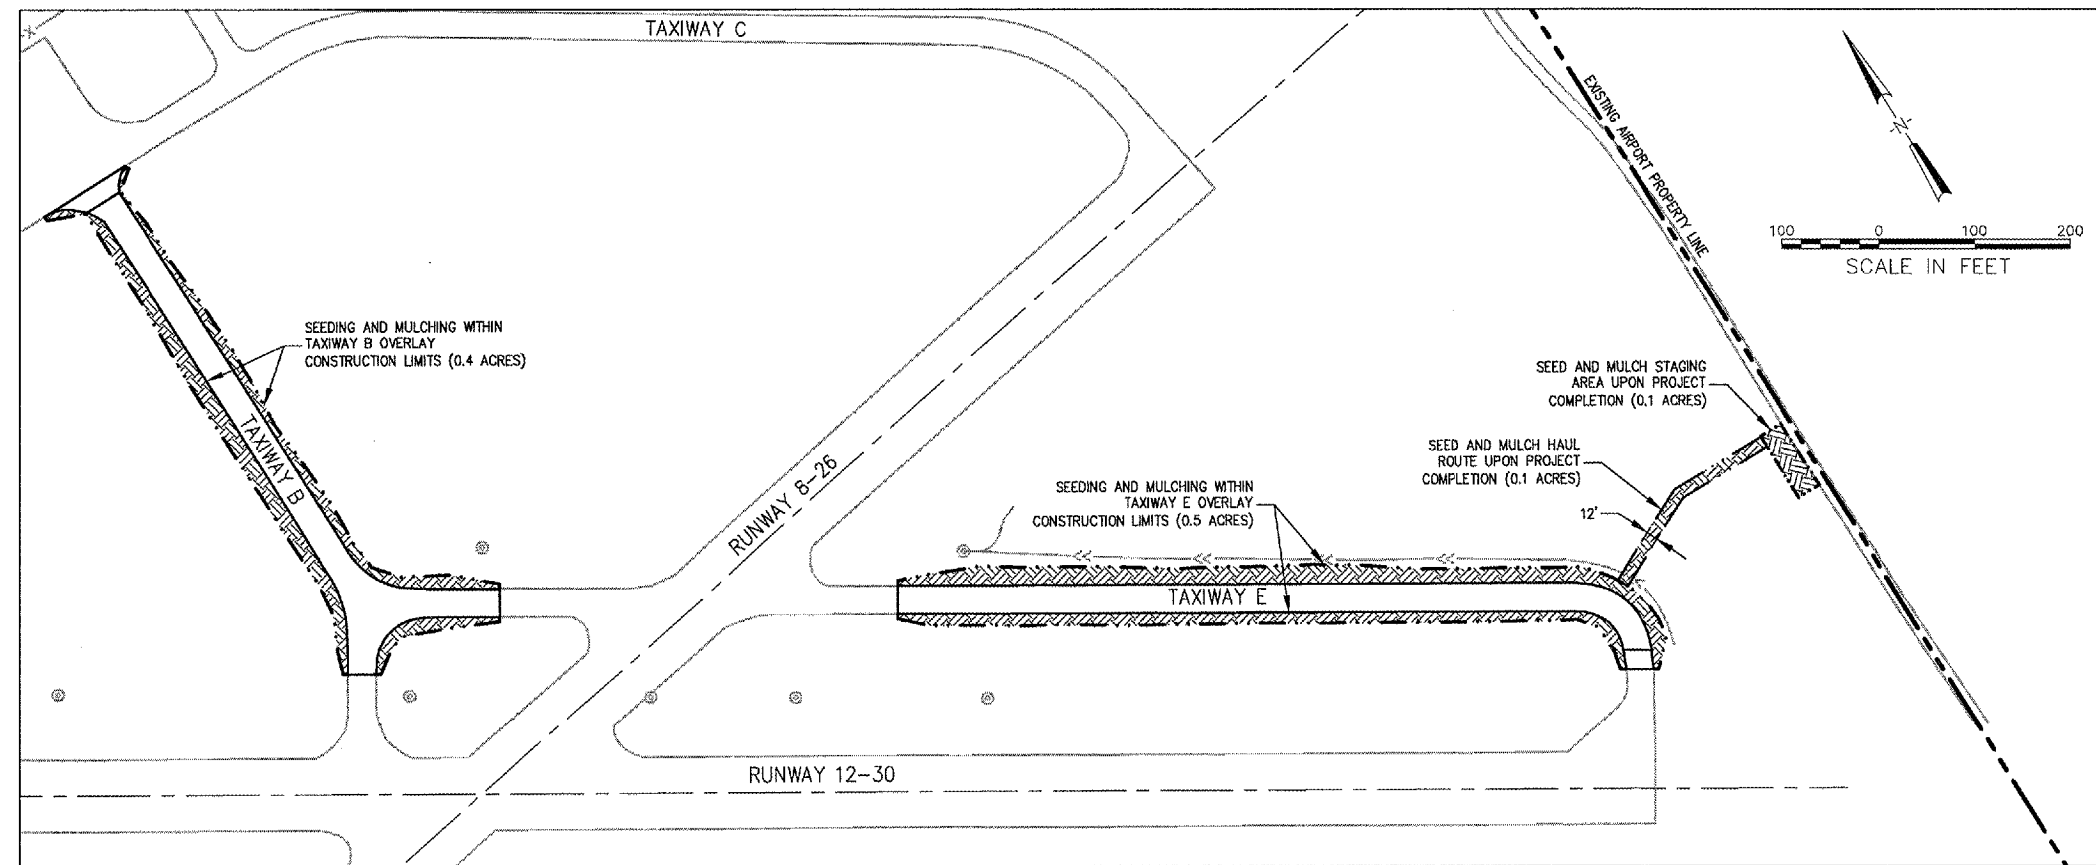 TAXIWAY C
EXISTING AIRPORT PROPERTY LINE
N
100 0 100 200
SCALE IN FEET
SEEDING AND MULCHING WITHIN
TAXIWAY B OVERLAY
CONSTRUCTION LIMITS (0.4 ACRES)
TAXIWAY B
RUNWAY 8-26
SEED AND MULCH STAGING
AREA UPON PROJECT
COMPLETION (0.1 ACRES)
SEED AND MULCH HAUL
ROUTE UPON PROJECT
COMPLETION (0.1 ACRES)
12'
SEEDING AND MULCHING WITHIN
TAXIWAY E OVERLAY
CONSTRUCTION LIMITS (0.5 ACRES)
TAXIWAY E
RUNWAY 12-30